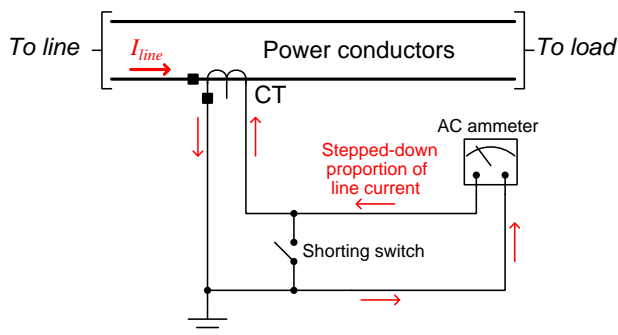 To line
I_line
Power conductors
To load
CT
AC ammeter
Stepped-down
proportion of
line current
Shorting switch